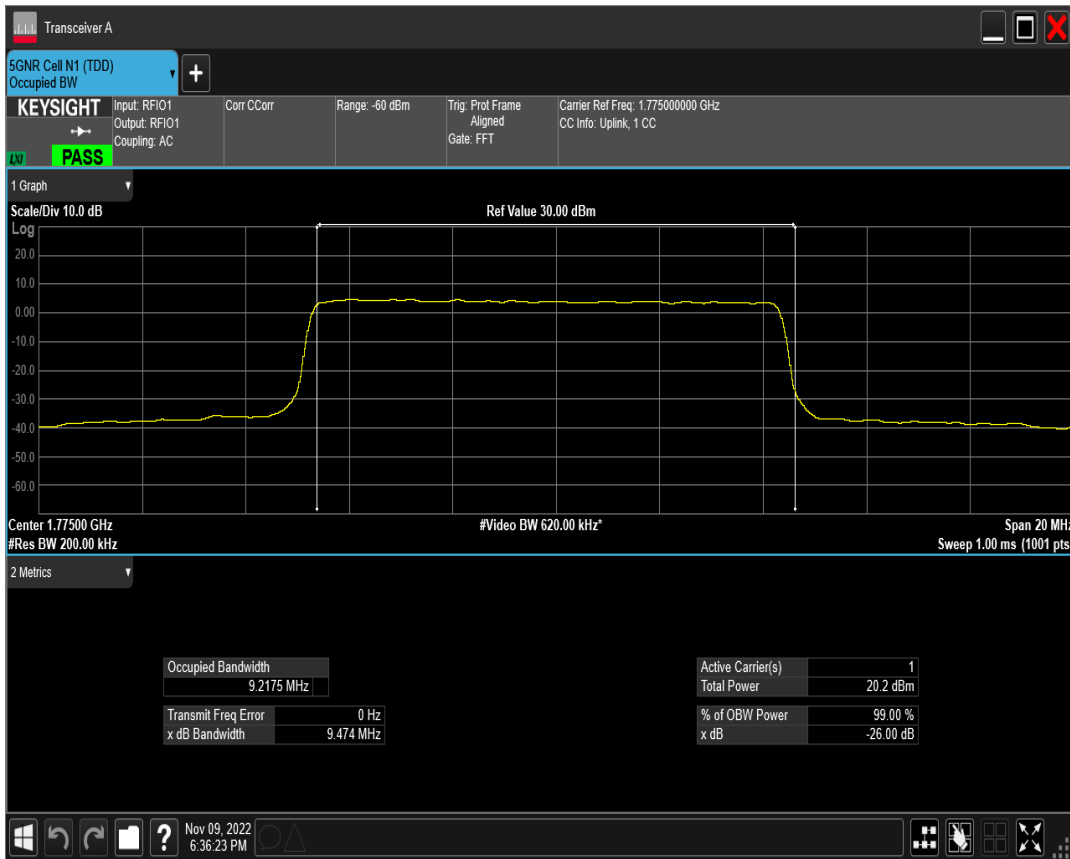 Transceiver A
5GNR Cell N1 (TDD)
Occupied BW
+
KEYSIGHT
LXI
PASS
Input: RFIO1
Output: RFIO1
Coupling: AC
Corr CCorr
Range: -60 dBm
Trig: Prot Frame
Aligned
Gate: FFT
Carrier Ref Freq: 1.775000000 GHz
CC Info: Uplink, 1 CC
1 Graph
Scale/Div 10.0 dB
Ref Value 30.00 dBm
Log
20.0
10.0
0.00
-10.0
-20.0
-30.0
-40.0
-50.0
-60.0
Center 1.77500 GHz
#Video BW 620.00 kHz*
Span 20 MHz
#Res BW 200.00 kHz
Sweep 1.00 ms (1001 pts
2 Metrics
Occupied Bandwidth
9.2175 MHz
Transmit Freq Error 0 Hz
x dB Bandwidth 9.474 MHz
Active Carrier(s) 1
Total Power 20.2 dBm
% of OBW Power 99.00 %
x dB -26.00 dB
?
Nov 09, 2022
6:36:23 PM